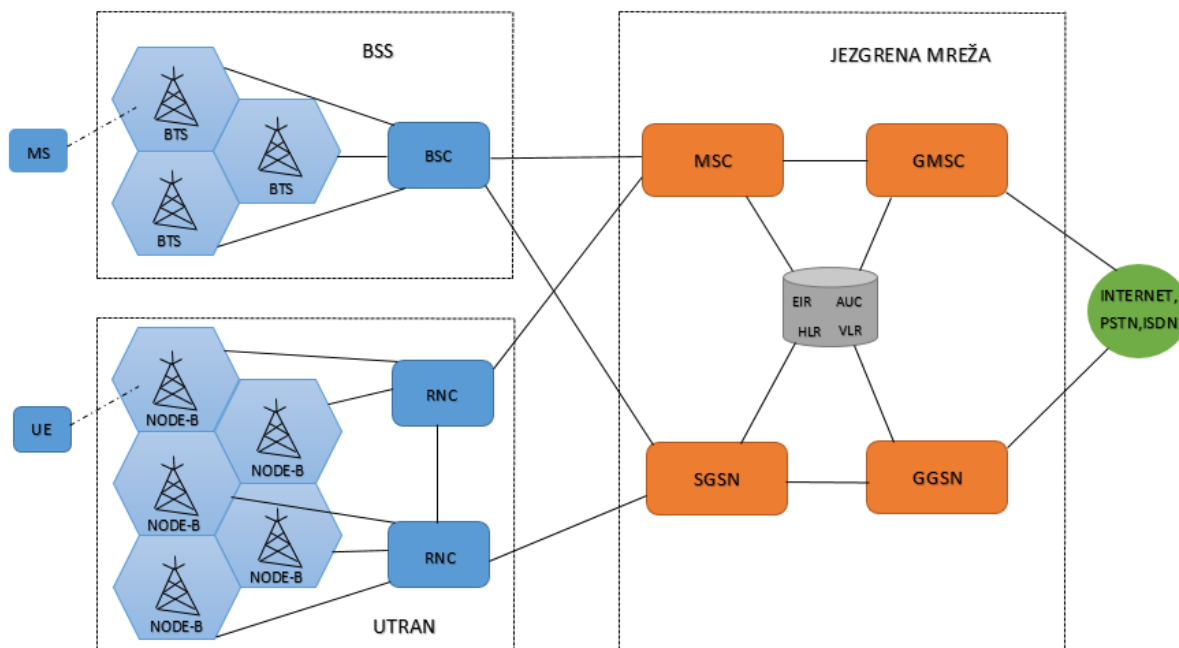 BSS
JEZGRENA MREŽA
BTS
MS
BTS
BSC
MSC
GMSC
BTS
EIR AUC
HLR VLR
INTERNET,
PSTN,ISDN
UE
NODE-B
RNC
NODE-B
SGSN
GGSN
NODE-B
NODE-B
RNC
NODE-B
UTRAN